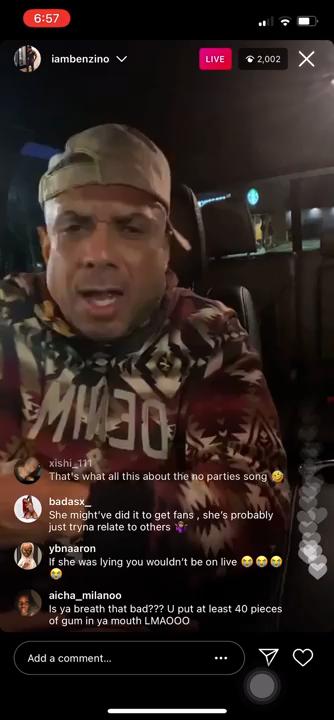 6:57
iambenzino
LIVE
2,002
DENIM
xishi_111
That's what all this about the no parties song 🤣
badasx_
She might've did it to get fans , she's probably
just tryna relate to others 🤷🏾‍♀️
ybnaaron
If she was lying you wouldn't be on live 😭😭😭
😭
aicha_milanoo
Is ya breath that bad??? U put at least 40 pieces
of gum in ya mouth LMAOOO
Add a comment...